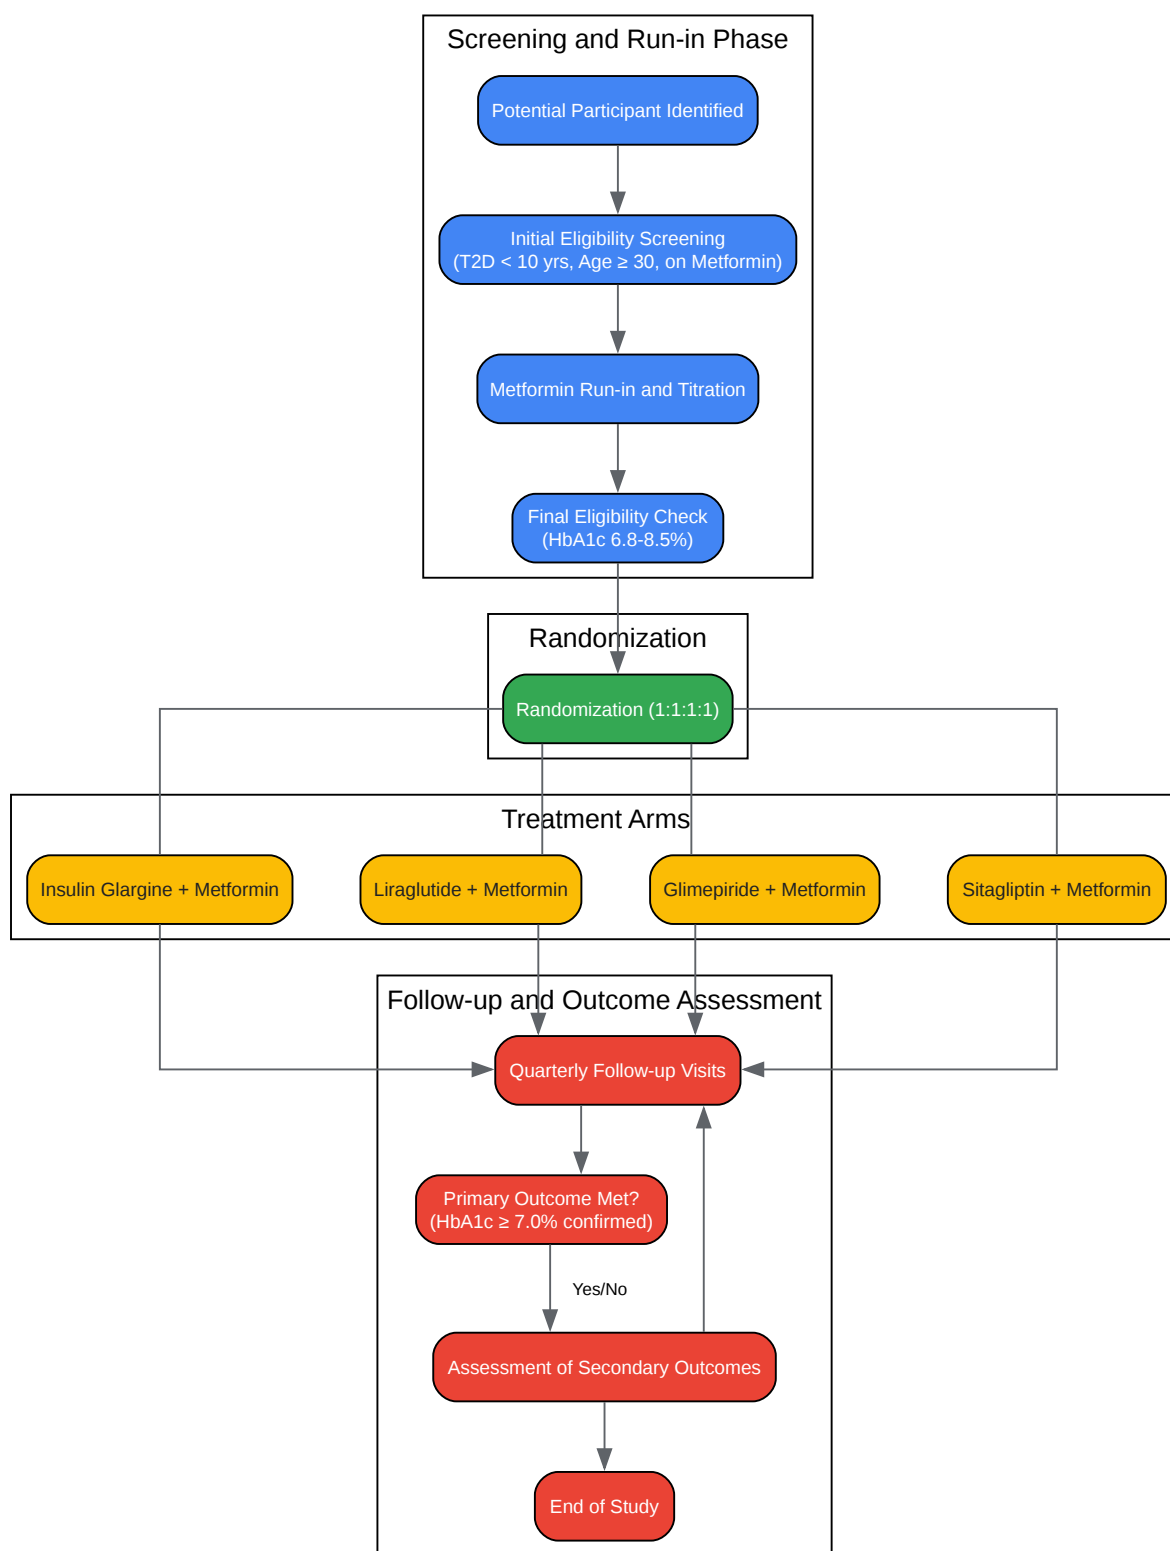 Screening and Run-in Phase
Potential Participant Identified
Initial Eligibility Screening
(T2D < 10 yrs, Age ≥ 30, on Metformin)
Metformin Run-in and Titration
Final Eligibility Check
(HbA1c 6.8-8.5%)
Randomization
Randomization (1:1:1:1)
Treatment Arms
Insulin Glargine + Metformin
Liraglutide + Metformin
Glimepiride + Metformin
Sitagliptin + Metformin
Follow-up and Outcome Assessment
Quarterly Follow-up Visits
Primary Outcome Met?
(HbA1c ≥ 7.0% confirmed)
Yes/No
Assessment of Secondary Outcomes
End of Study